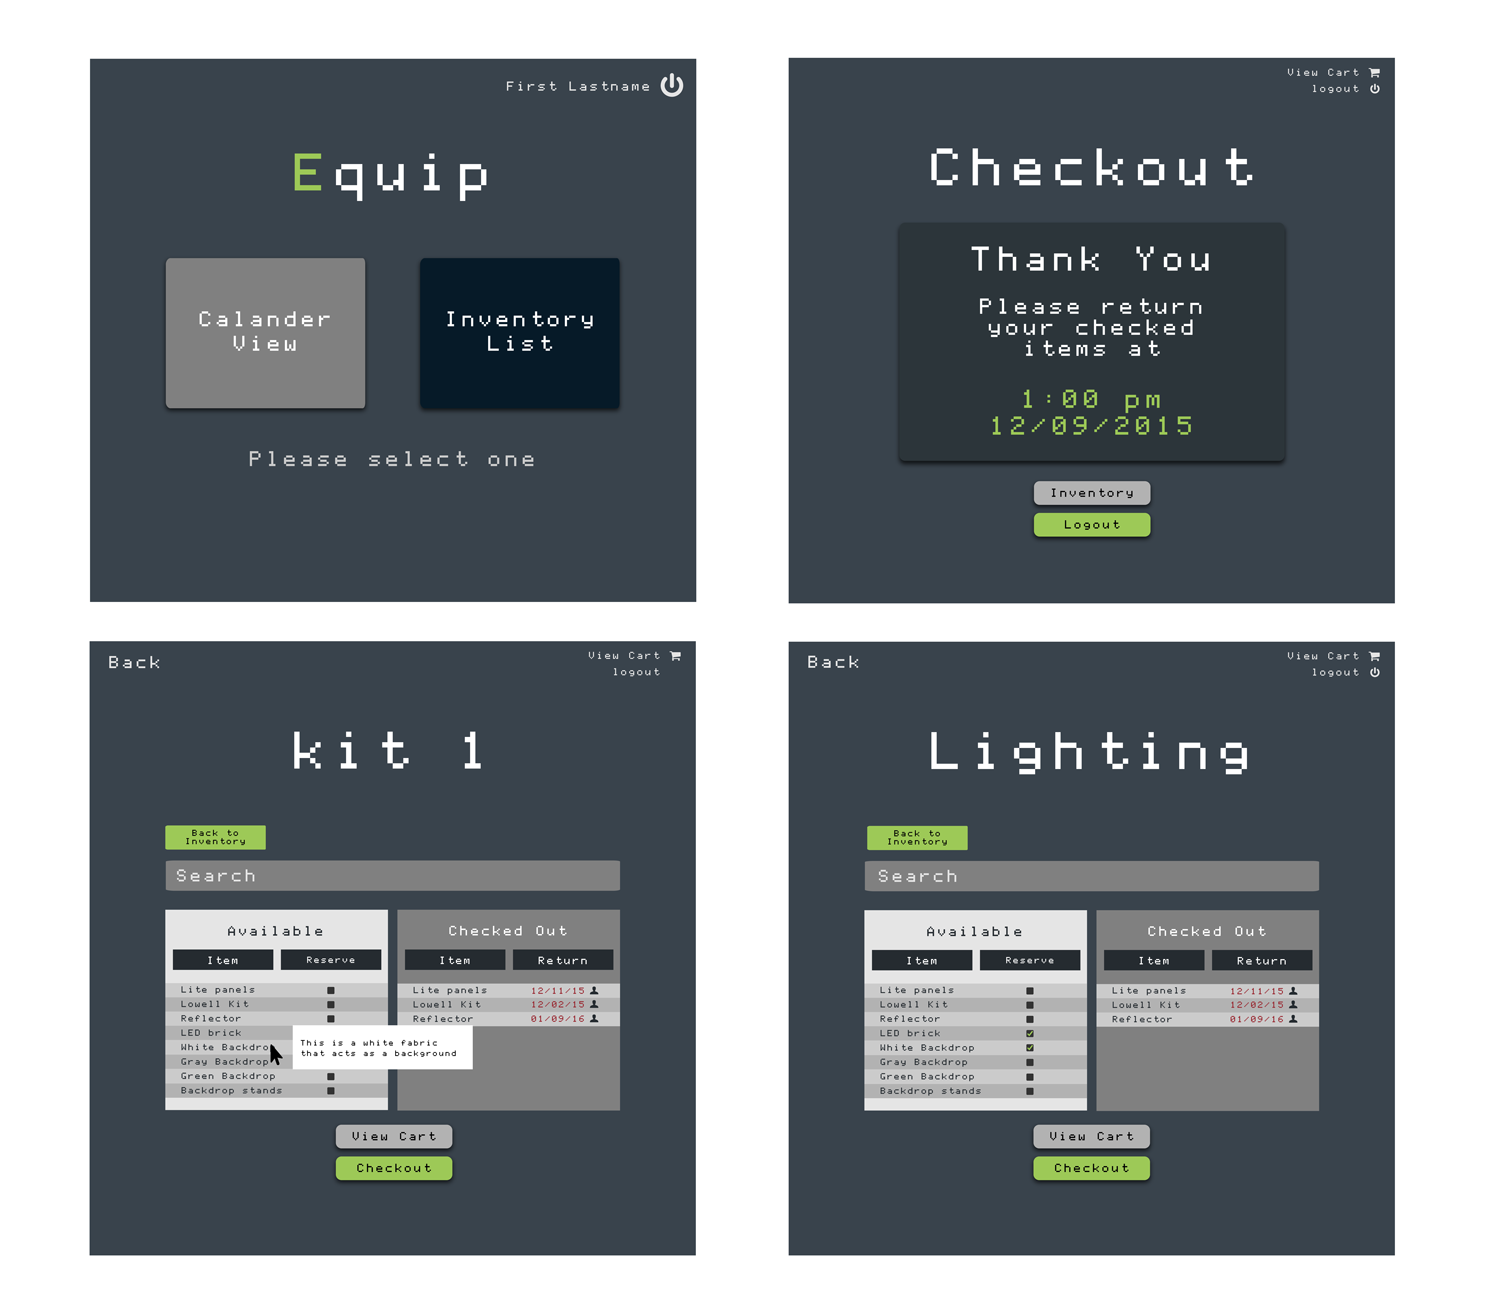 First Lastname
Equip
Calander
View
Inventory
List
Please select one
View Cart
logout
Checkout
Thank You
Please return
your checked
items at
1:00 pm
12/09/2015
Inventory
Logout
Back
View Cart
logout
kit 1
Back to
Inventory
Search
Available
Item Reserve
Lite panels
Lowell Kit
Reflector
LED brick
White Backdro
Gray Backdrop
Green Backdrop
Backdrop stands
This is a white fabric
that acts as a background
Checked Out
Item Return
Lite panels 12/11/15
Lowell Kit 12/02/15
Reflector 01/09/16
View Cart
Checkout
Back
View Cart
logout
Lighting
Back to
Inventory
Search
Available
Item Reserve
Lite panels
Lowell Kit
Reflector
LED brick
White Backdrop
Gray Backdrop
Green Backdrop
Backdrop stands
Checked Out
Item Return
Lite panels 12/11/15
Lowell Kit 12/02/15
Reflector 01/09/16
View Cart
Checkout